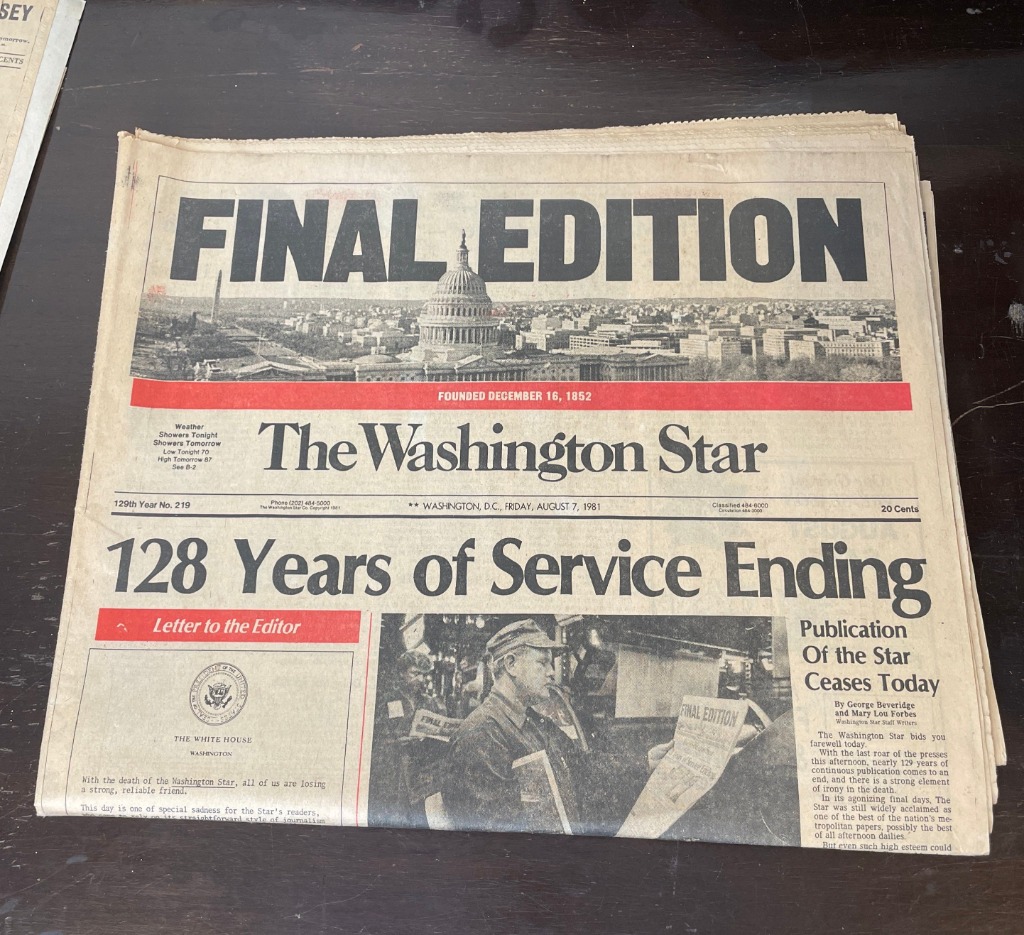 SEY
tomorrow,
CENTS
FINAL EDITION
FOUNDED DECEMBER 16, 1852
Weather
Showers Tonight
Showers Tomorrow
Low Tonight 70
High Tomorrow 87
See B-2
The Washington Star
129th Year No. 219
Phone (202) 484-5000
The Washington Star Co. Copyright 1981
★★ WASHINGTON, D.C., FRIDAY, AUGUST 7, 1981
Classified 484-6000
Circulation 484-3000
20 Cents
128 Years of Service Ending
Letter to the Editor
THE WHITE HOUSE
WASHINGTON
With the death of the Washington Star, all of us are losing
a strong, reliable friend.
This day is one of special sadness for the Star's readers,
straightforward style of journalism
FINAL EDITION
FINAL EDITION
Publication
Of the Star
Ceases Today
By George Beveridge
and Mary Lou Forbes
Washington Star Staff Writers
The Washington Star bids you
farewell today.
With the last roar of the presses
this afternoon, nearly 129 years of
continuous publication comes to an
end, and there is a strong element
of irony in the death.
In its agonizing final days, The
Star was still widely acclaimed as
one of the best of the nation's me-
tropolitan papers, possibly the best
of all afternoon dailies.
But even such high esteem could